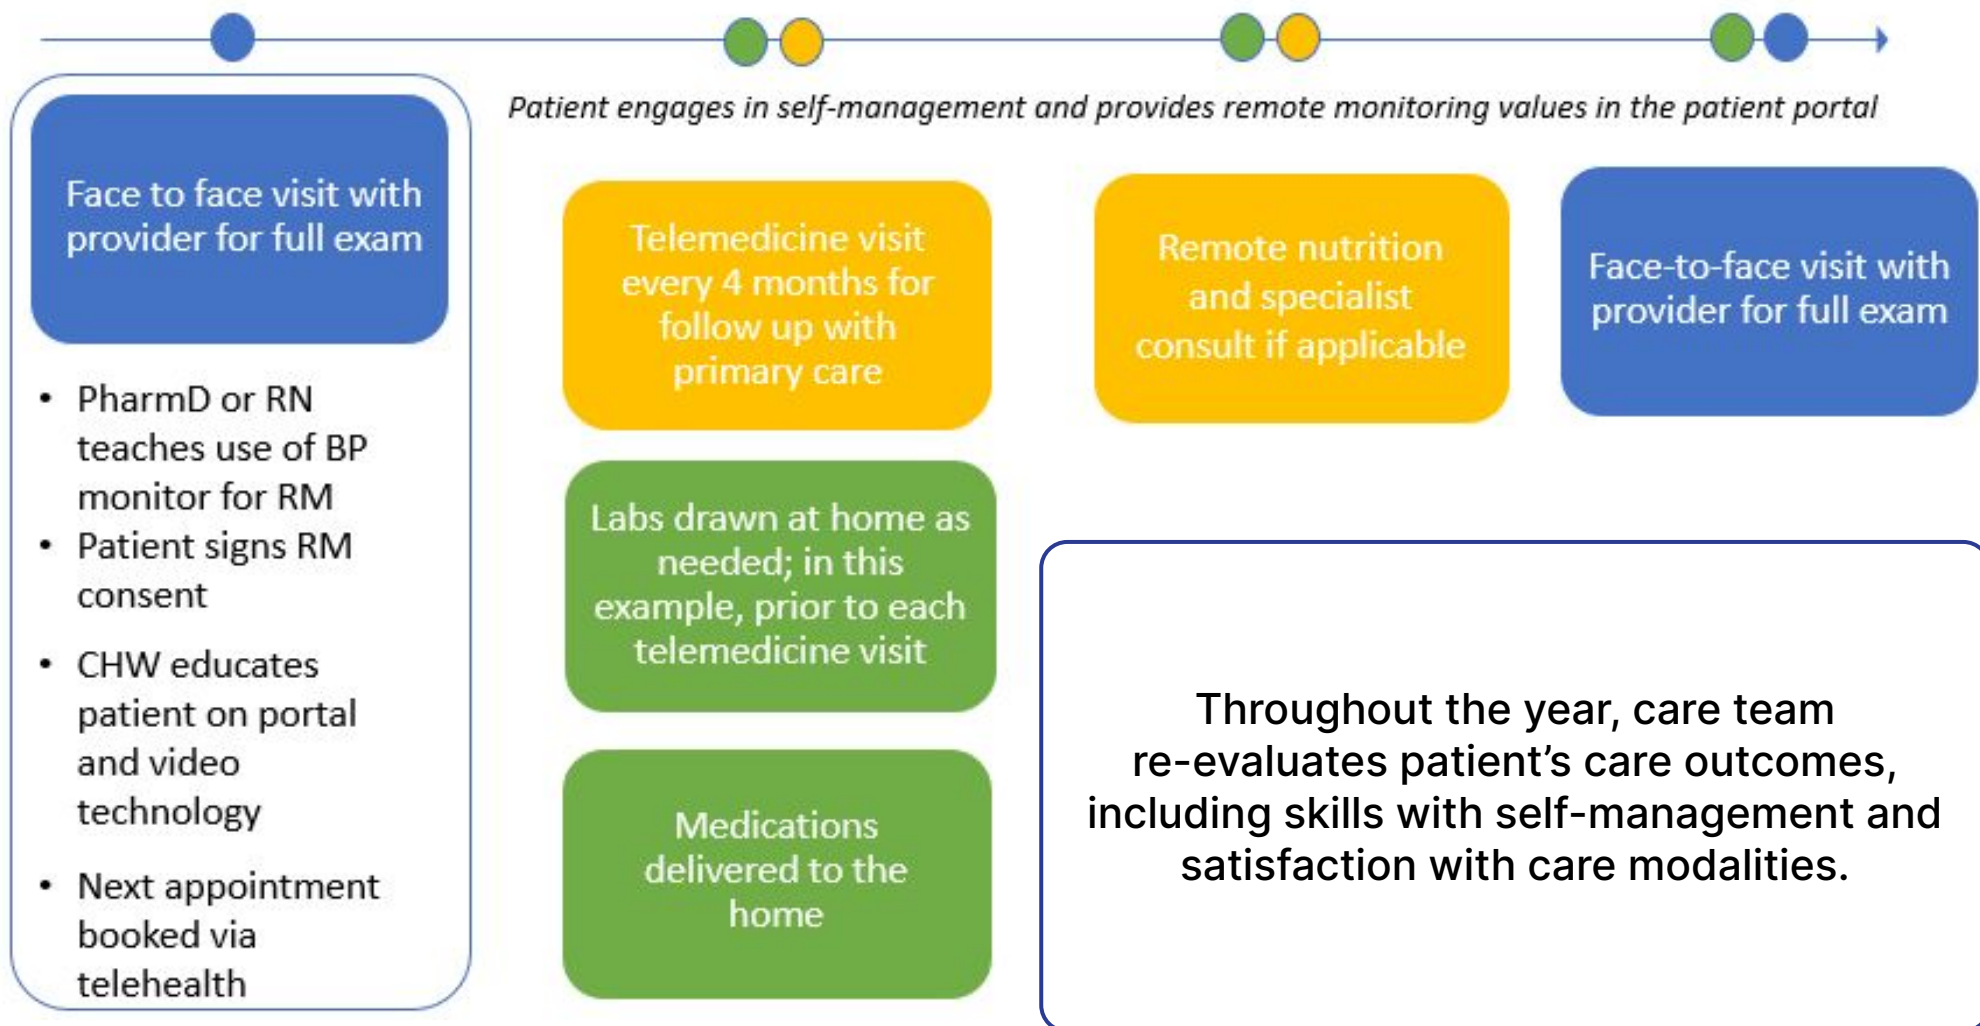 Patient engages in self-management and provides remote monitoring values in the patient portal
Face to face visit with
provider for full exam
• PharmD or RN
teaches use of BP
monitor for RM
• Patient signs RM
consent
• CHW educates
patient on portal
and video
technology
• Next appointment
booked via
telehealth
Telemedicine visit
every 4 months for
follow up with
primary care
Labs drawn at home as
needed; in this
example, prior to each
telemedicine visit
Medications
delivered to the
home
Remote nutrition
and specialist
consult if applicable
Face-to-face visit with
provider for full exam
Throughout the year, care team
re-evaluates patient’s care outcomes,
including skills with self-management and
satisfaction with care modalities.